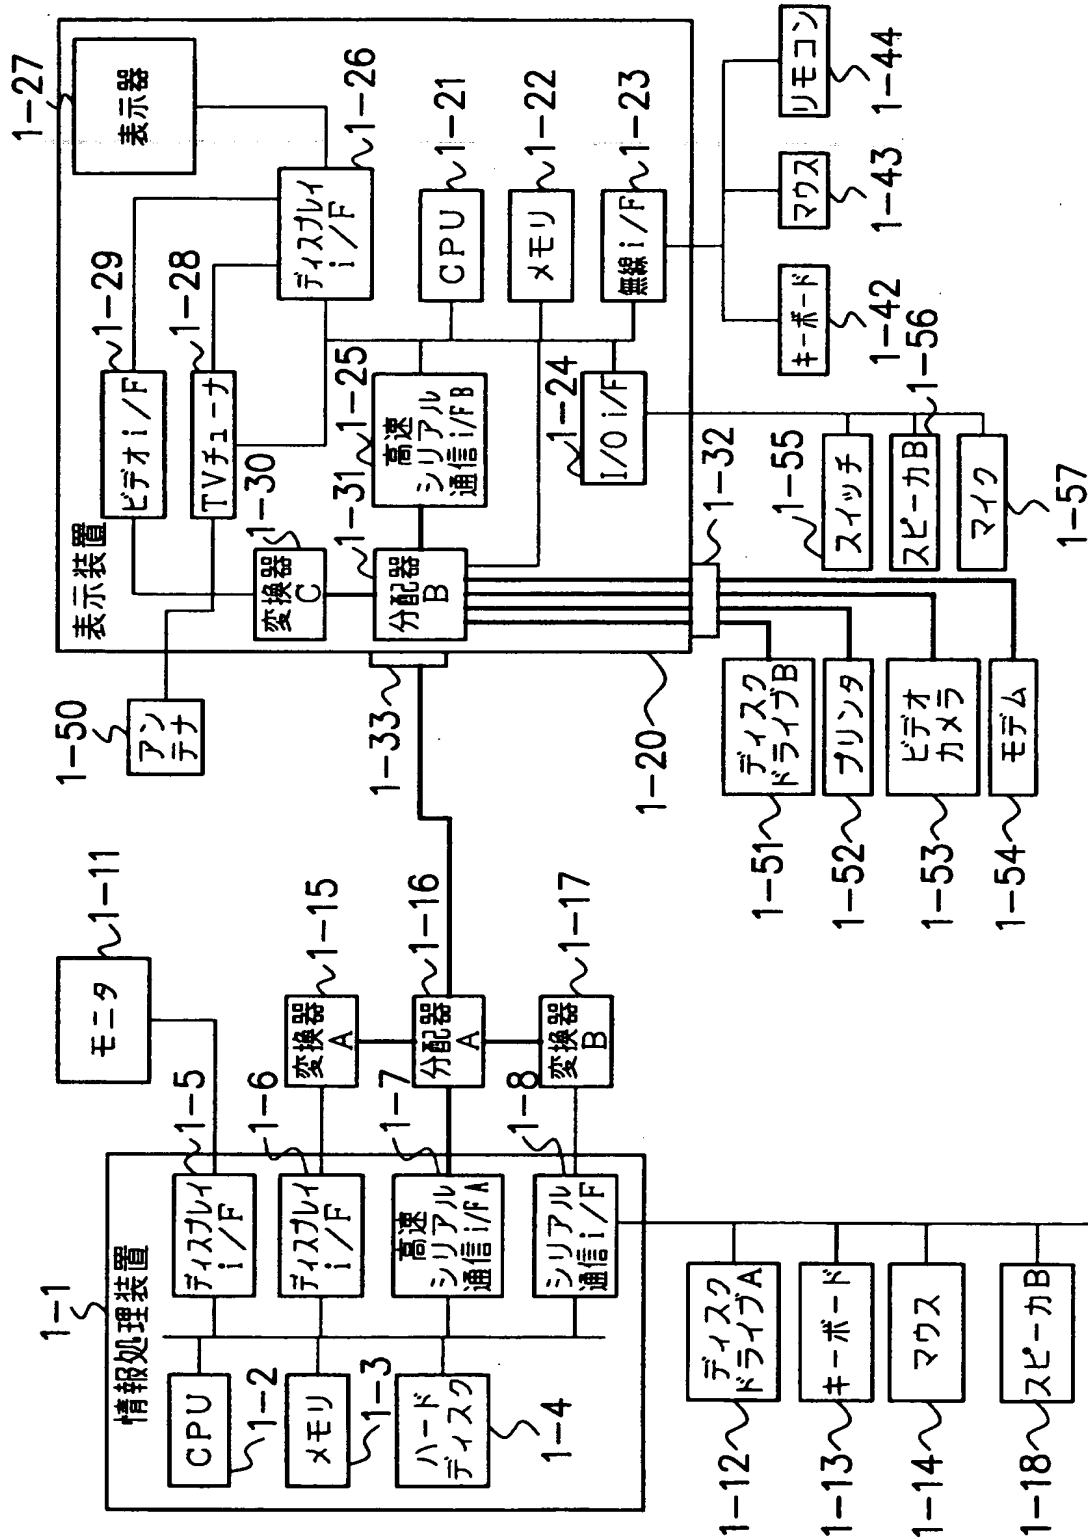 1-1
情報処理装置
CPU
1-2
メモリ
1-3
ハード
ディスク
1-4
ディスプレイ
i/F
1-5
ディスプレイ
i/F
1-6
高速
シリアル
通信i/FA
1-7
シリアル
通信i/F
1-8
モニタ
1-11
変換器
A
1-15
分配器
A
1-16
変換器
B
1-17
ディスク
ドライブA
1-12
キーボード
1-13
マウス
1-14
スピーカB
1-18
表示装置
1-20
アン
テナ
1-50
1-33
ビデオi/F
1-29
TVチューナ
1-28
変換器
C
1-30
分配器
B
1-31
高速
シリアル
通信i/FB
1-25
I/Oi/F
1-24
表示器
1-27
ディスプレイ
i/F
1-26
CPU
1-21
メモリ
1-22
無線i/F
1-23
1-32
ディスク
ドライブB
1-51
プリンタ
1-52
ビデオ
カメラ
1-53
モデム
1-54
スイッチ
1-55
スピーカB
1-56
マイク
1-57
キーボード
1-42
マウス
1-43
リモコン
1-44